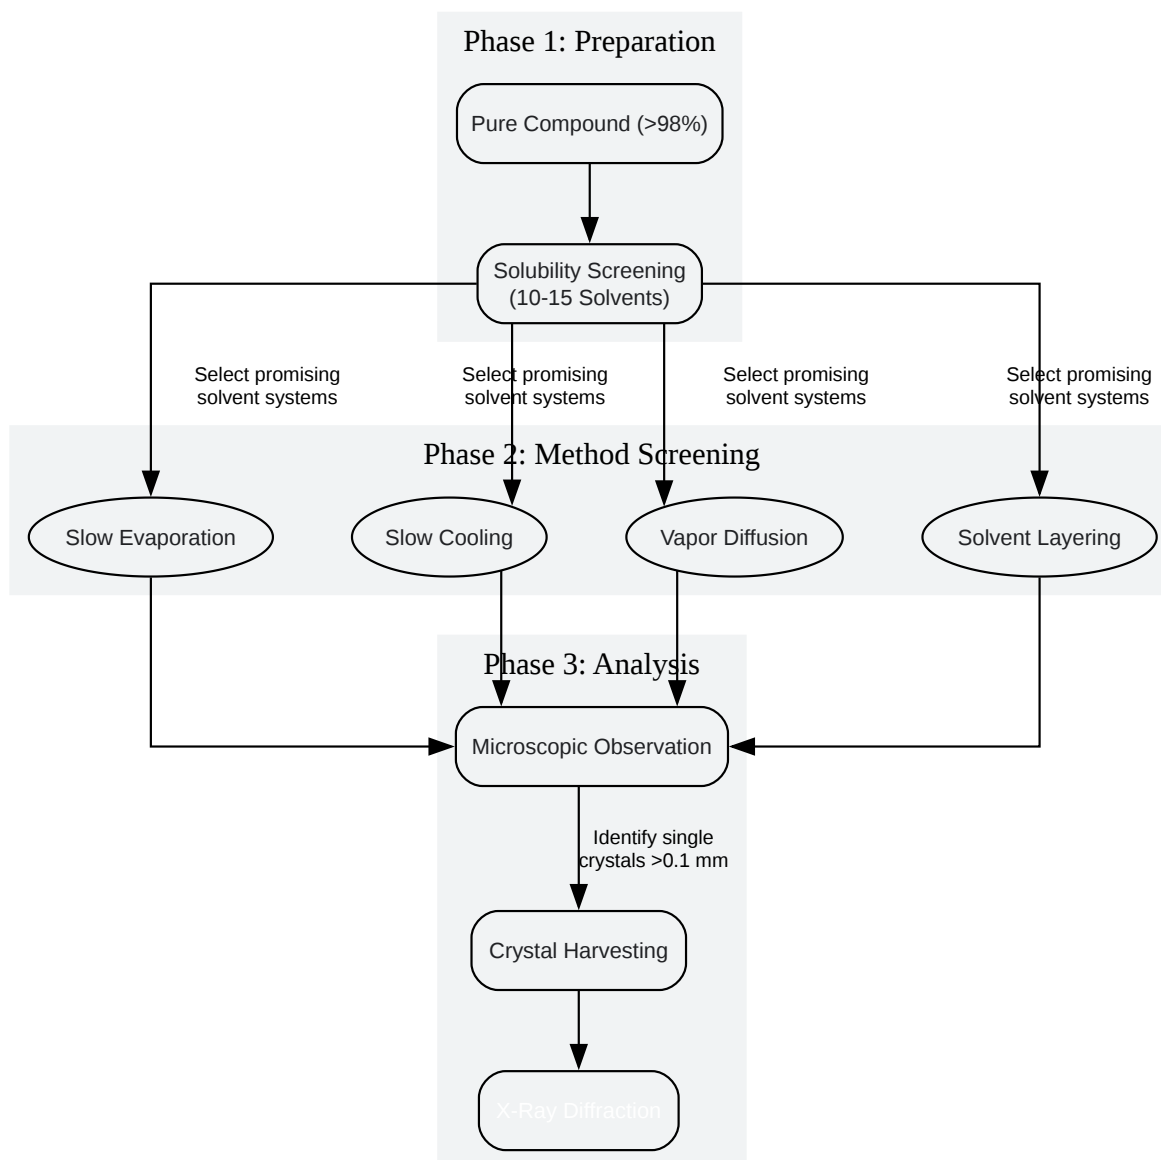 Phase 1: Preparation
Pure Compound (>98%)
Solubility Screening
(10-15 Solvents)
Select promising
solvent systems
Select promising
solvent systems
Select promising
solvent systems
Select promising
solvent systems
Phase 2: Method Screening
Slow Evaporation
Slow Cooling
Vapor Diffusion
Solvent Layering
Phase 3: Analysis
Microscopic Observation
Identify single
crystals >0.1 mm
Crystal Harvesting
X-Ray Diffraction